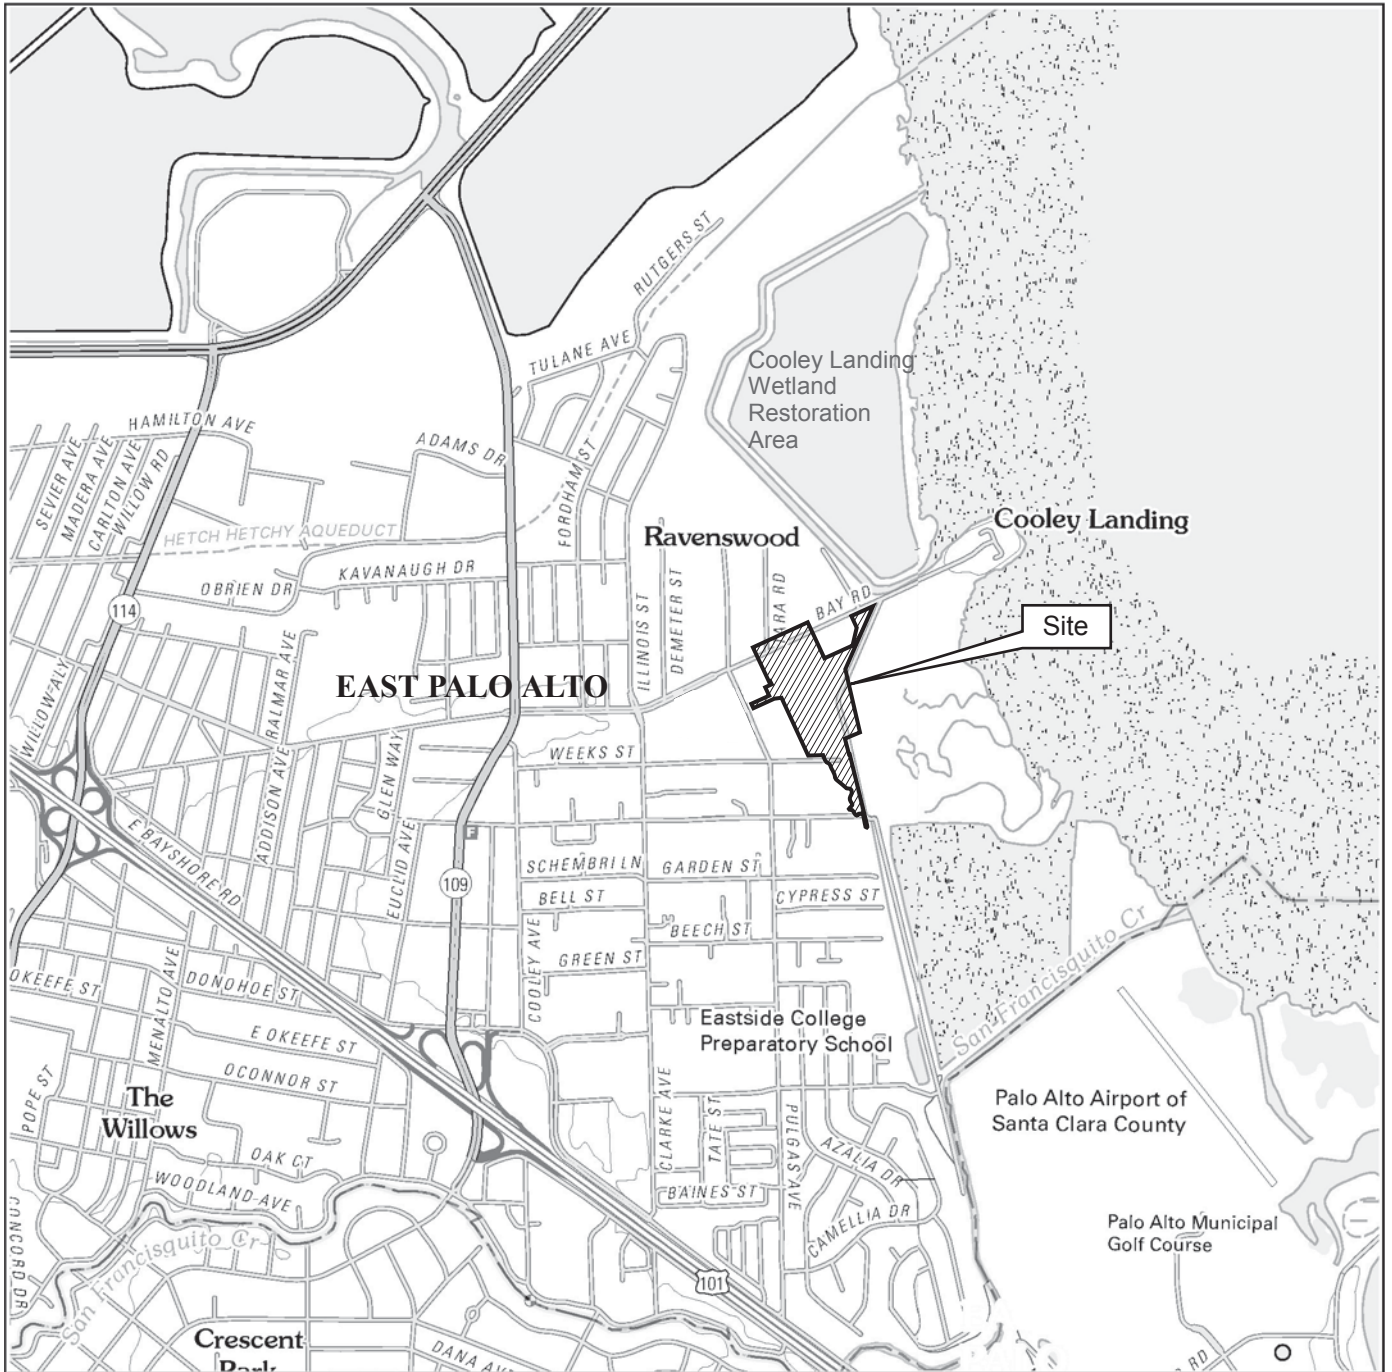 RUTGERS ST
TULANE AVE
Cooley Landing
Wetland
Restoration
Area
HAMILTON AVE
ADAMS DR
SEVIER AVE
MADERA AVE
CARLTON AVE
WILLOW RD
FORDHAM ST
HETCH HETCHY AQUEDUCT
Ravenswood
Cooley Landing
KAVANAUGH DR
OBRIEN DR
114
ILLINOIS ST
DEMETER ST
ARA RD
BAY RD
Site
WILLOW ALY
RALMAR AVE
EAST PALO ALTO
WEEKS ST
GLEN WAY
ADDISON AVE
E BAYSHORE RD
EUCLID AVE
F
109
SCHEMBRI LN
GARDEN ST
BELL ST
CYPRESS ST
COOLEY AVE
BEECH ST
GREEN ST
San Francisquito Cr
OKEEFE ST
MENALTO AVE
DONOHOE ST
E OKEEFE ST
OCONNOR ST
Eastside College
Preparatory School
POPE ST
The
Willows
Palo Alto Airport of
Santa Clara County
CLARKE AVE
TATE ST
PULGAS AVE
AZALIA DR
OAK CT
WOODLAND AVE
BAINES ST
CAMELLIA DR
CONCORD DR
San Francisquito Cr
Palo Alto Municipal
Golf Course
101
Crescent
Park
DANA AV
RD